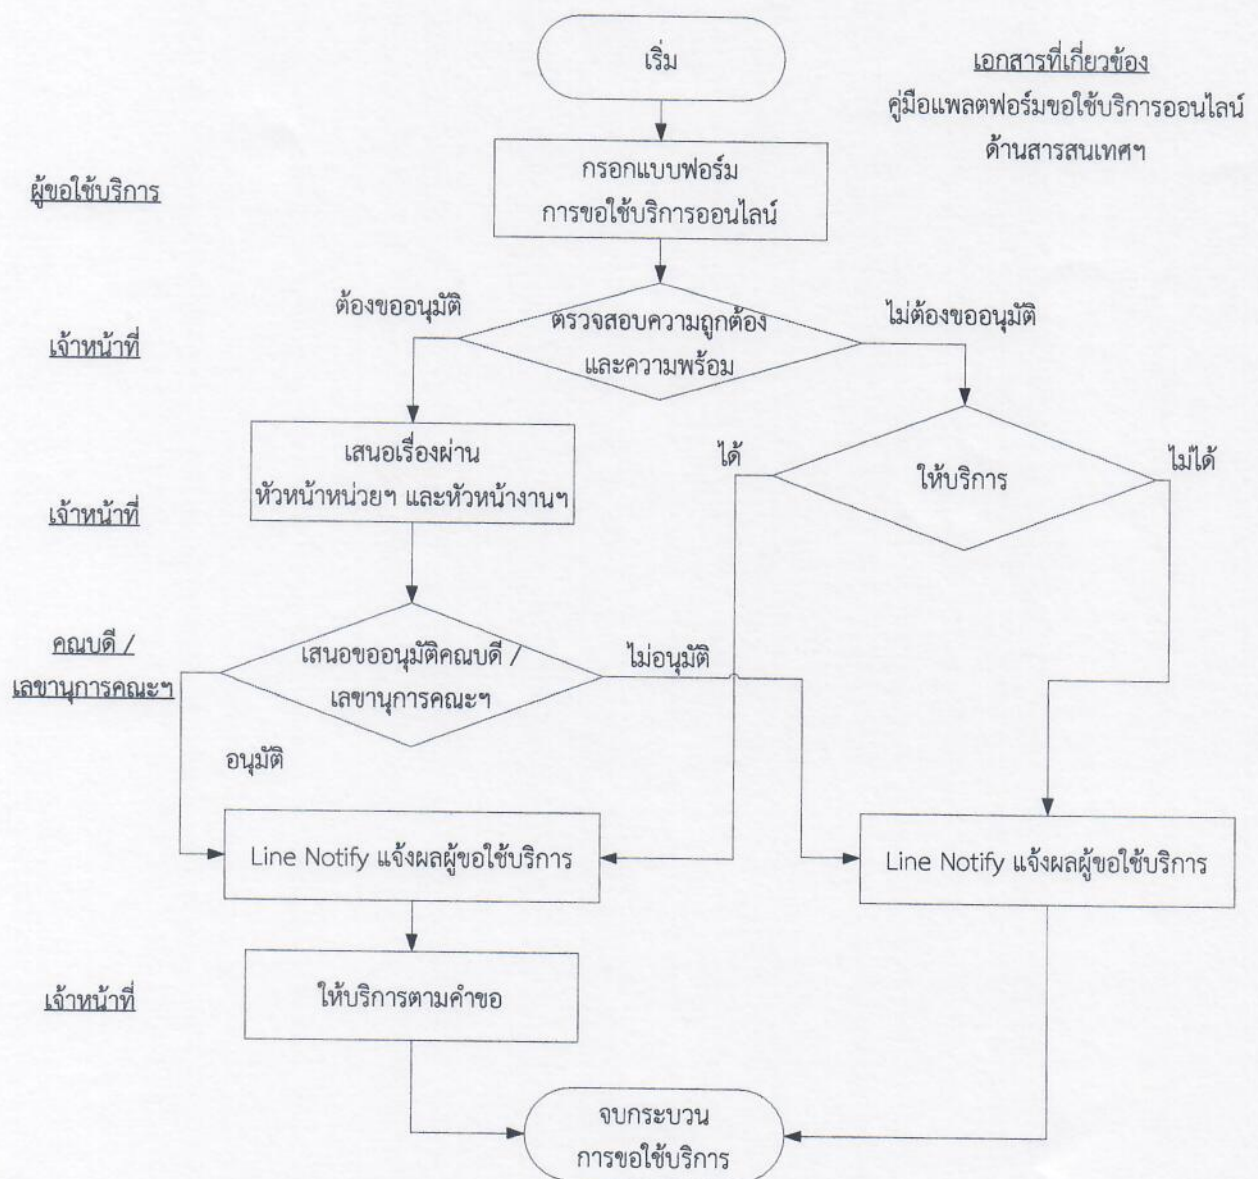 เริ่ม
เอกสารที่เกี่ยวข้อง
คู่มือแพลตฟอร์มขอใช้บริการออนไลน์
ด้านสารสนเทศฯ
ผู้ขอใช้บริการ
กรอกแบบฟอร์ม
การขอใช้บริการออนไลน์
เจ้าหน้าที่
ต้องขออนุมัติ
ตรวจสอบความถูกต้อง
และความพร้อม
ไม่ต้องขออนุมัติ
เจ้าหน้าที่
เสนอเรื่องผ่าน
หัวหน้าหน่วยฯ และหัวหน้างานฯ
ได้
ให้บริการ
ไม่ได้
คณบดี /
เลขานุการคณะฯ
เสนอขออนุมัติคณบดี /
เลขานุการคณะฯ
ไม่อนุมัติ
อนุมัติ
Line Notify แจ้งผลผู้ขอใช้บริการ
Line Notify แจ้งผลผู้ขอใช้บริการ
เจ้าหน้าที่
ให้บริการตามคำขอ
จบกระบวน
การขอใช้บริการ